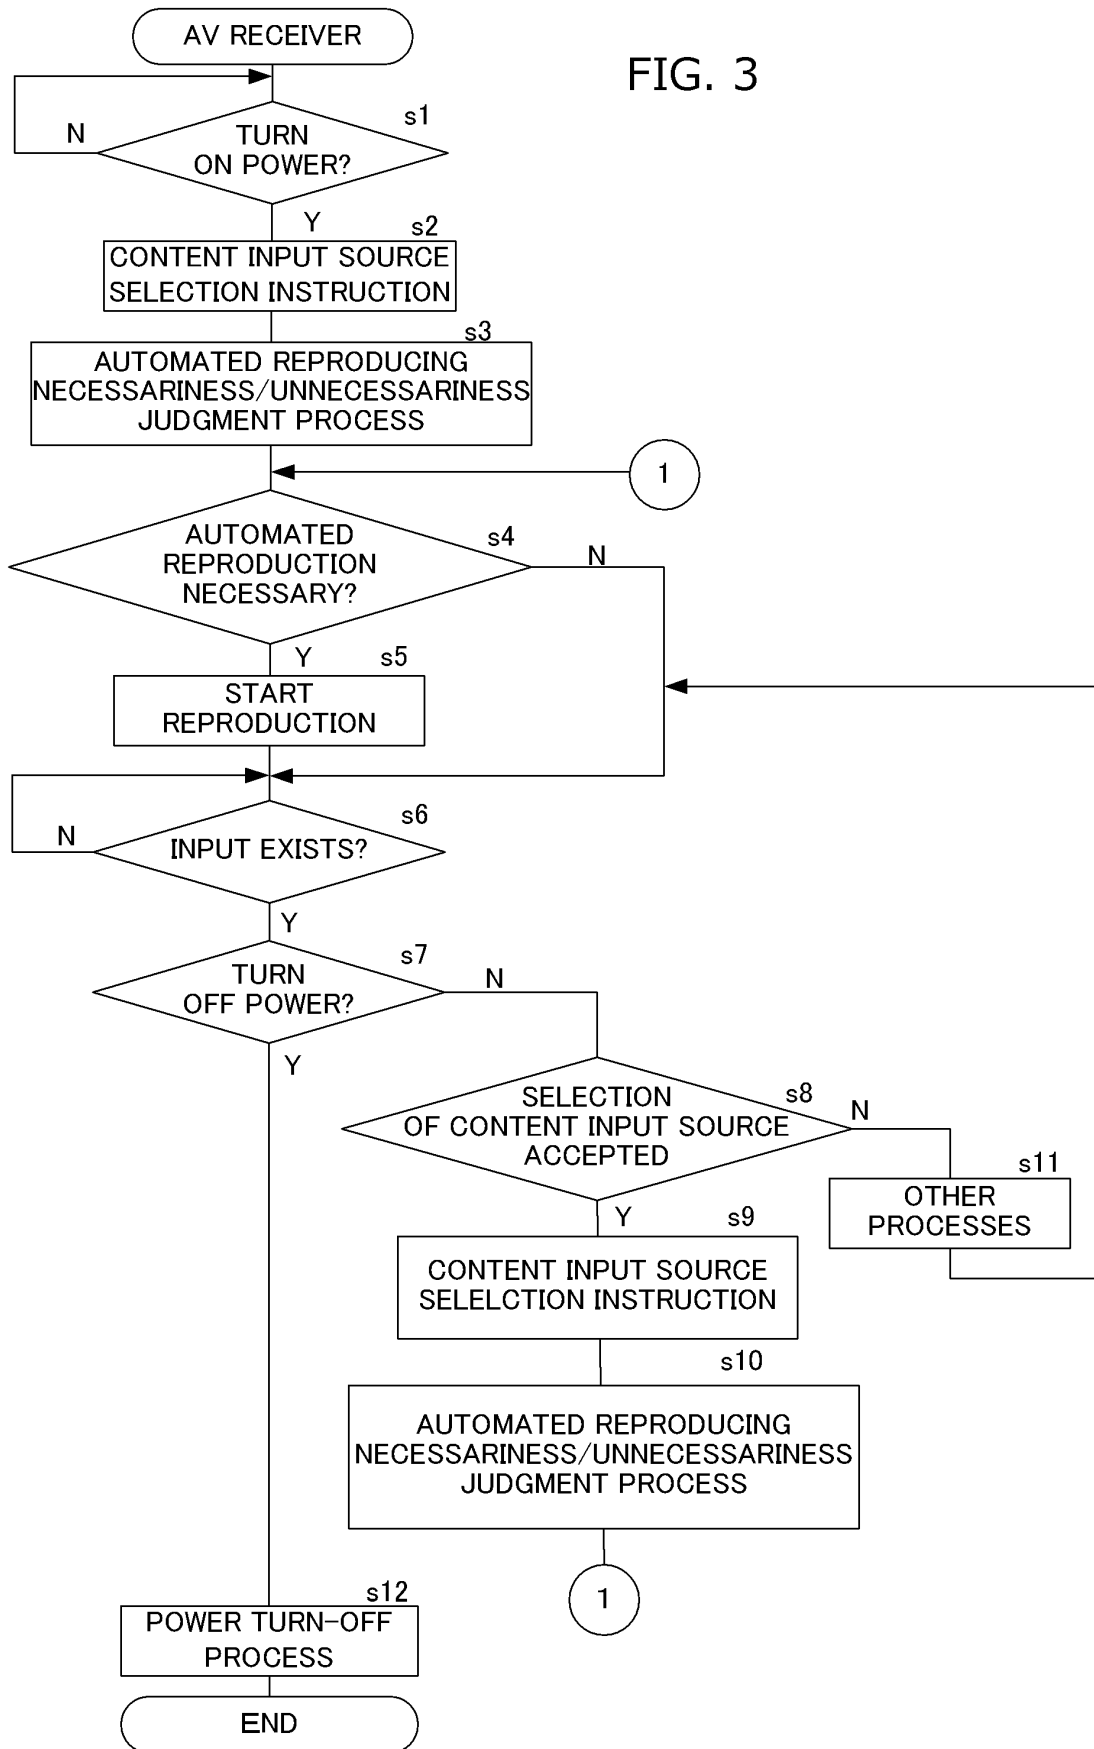 AV RECEIVER
FIG. 3
s1
N
TURN
ON POWER?
Y
s2
CONTENT INPUT SOURCE
SELECTION INSTRUCTION
s3
AUTOMATED REPRODUCING
NECESSARINESS/UNNECESSARINESS
JUDGMENT PROCESS
1
s4
AUTOMATED
REPRODUCTION
NECESSARY?
N
Y
s5
START
REPRODUCTION
s6
N
INPUT EXISTS?
Y
s7
TURN
OFF POWER?
N
Y
s8
SELECTION
OF CONTENT INPUT SOURCE
ACCEPTED
N
s11
OTHER
PROCESSES
Y
s9
CONTENT INPUT SOURCE
SELELCTION INSTRUCTION
s10
AUTOMATED REPRODUCING
NECESSARINESS/UNNECESSARINESS
JUDGMENT PROCESS
1
s12
POWER TURN-OFF
PROCESS
END